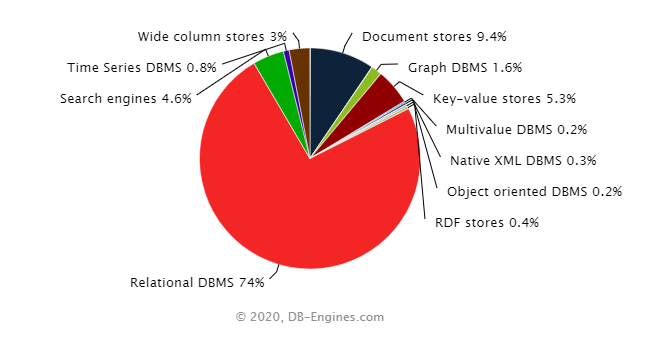 Wide column stores 3%
Document stores 9.4%
Time Series DBMS 0.8%
Graph DBMS 1.6%
Search engines 4.6%
Key-value stores 5.3%
Multivalue DBMS 0.2%
Native XML DBMS 0.3%
Object oriented DBMS 0.2%
RDF stores 0.4%
Relational DBMS 74%
© 2020, DB-Engines.com